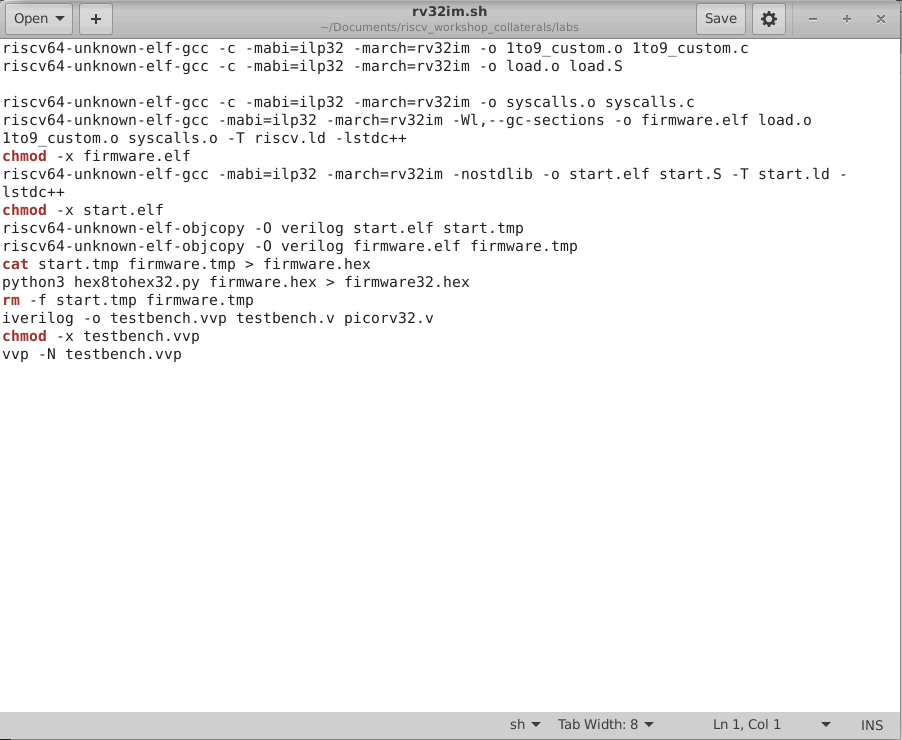 Open
+
rv32im.sh
~/Documents/riscv_workshop_collaterals/labs
Save
riscv64-unknown-elf-gcc -c -mabi=ilp32 -march=rv32im -o 1to9_custom.o 1to9_custom.c
riscv64-unknown-elf-gcc -c -mabi=ilp32 -march=rv32im -o load.o load.S
riscv64-unknown-elf-gcc -c -mabi=ilp32 -march=rv32im -o syscalls.o syscalls.c
riscv64-unknown-elf-gcc -mabi=ilp32 -march=rv32im -Wl,--gc-sections -o firmware.elf load.o
1to9_custom.o syscalls.o -T riscv.ld -lstdc++
chmod -x firmware.elf
riscv64-unknown-elf-gcc -mabi=ilp32 -march=rv32im -nostdlib -o start.elf start.S -T start.ld -
lstdc++
chmod -x start.elf
riscv64-unknown-elf-objcopy -O verilog start.elf start.tmp
riscv64-unknown-elf-objcopy -O verilog firmware.elf firmware.tmp
cat start.tmp firmware.tmp > firmware.hex
python3 hex8tohex32.py firmware.hex > firmware32.hex
rm -f start.tmp firmware.tmp
iverilog -o testbench.vvp testbench.v picorv32.v
chmod -x testbench.vvp
vvp -N testbench.vvp
sh
Tab Width: 8
Ln 1, Col 1
INS